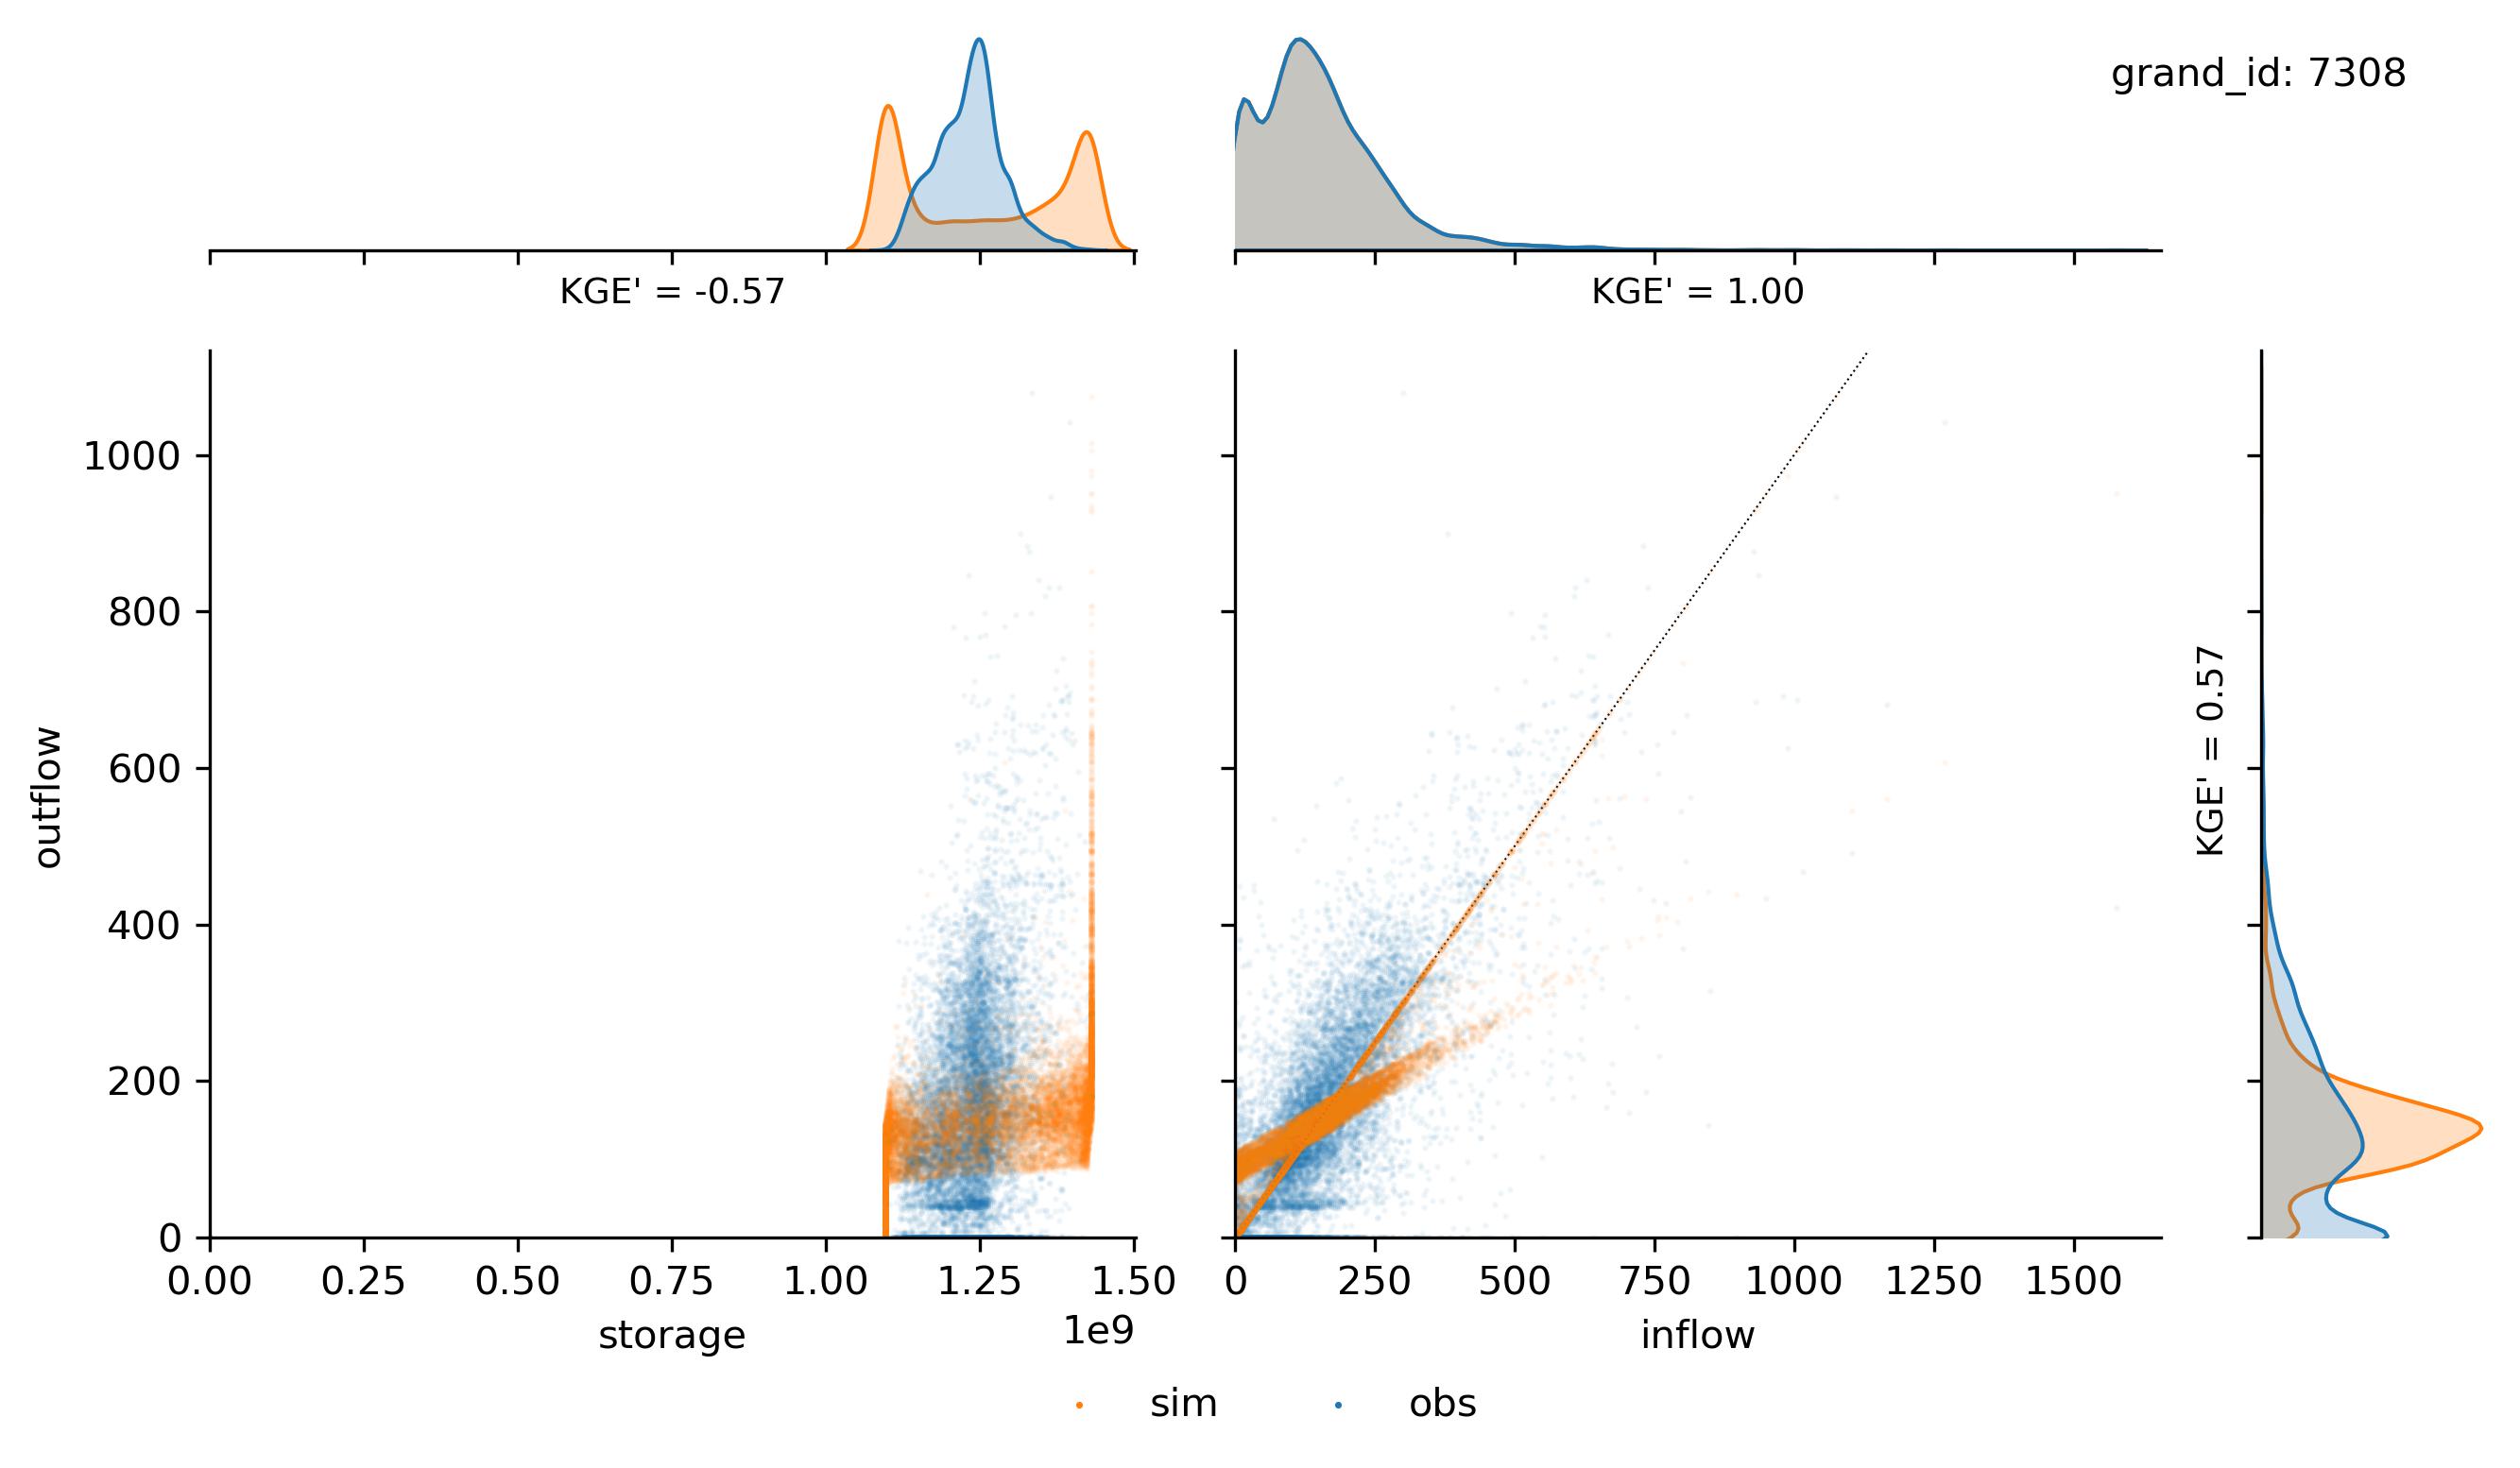 grand_id: 7308
KGE' = -0.57
KGE' = 1.00
1000
800
600
400
200
0
outflow
KGE' = 0.57
0.00 0.25 0.50 0.75 1.00 1.25 1.50
0 250 500 750 1000 1250 1500
storage
1e9
inflow
sim
obs